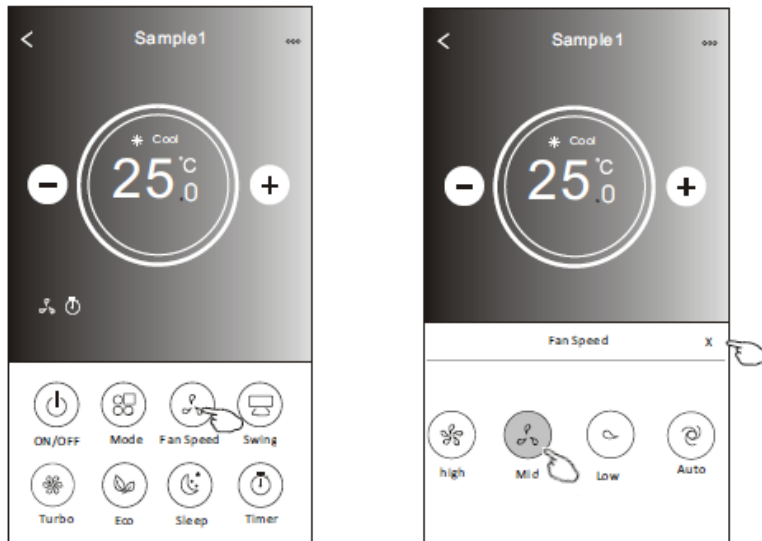 Sample1
Cool
25.0 °C
ON/OFF Mode Fan Speed Swing
Turbo Eco Sleep Timer
Sample1
Cool
25.0 °C
Fan Speed X
high Mid Low Auto